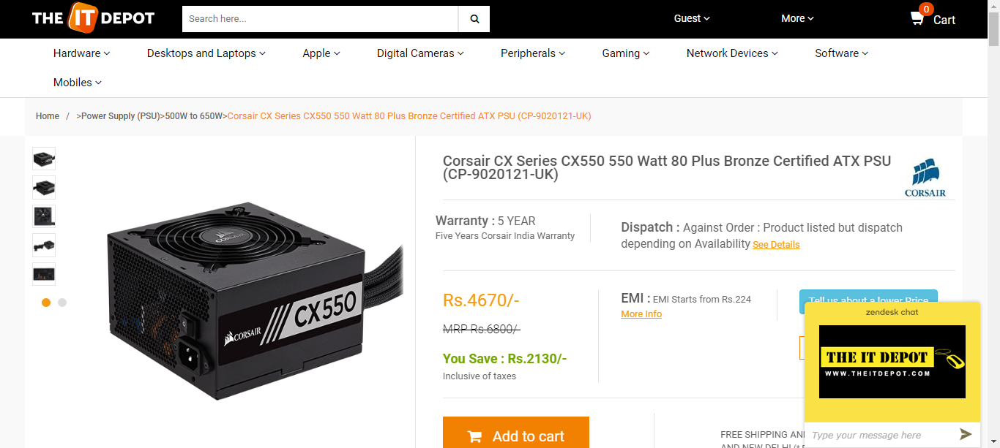 THE IT DEPOT
Search here...
Guest
More
0
Cart
Hardware
Desktops and Laptops
Apple
Digital Cameras
Peripherals
Gaming
Network Devices
Software
Mobiles
Home / >Power Supply (PSU)>500W to 650W>Corsair CX Series CX550 550 Watt 80 Plus Bronze Certified ATX PSU (CP-9020121-UK)
CORSAIR
CORSAIR
CX550
Corsair CX Series CX550 550 Watt 80 Plus Bronze Certified ATX PSU
(CP-9020121-UK)
CORSAIR
Warranty : 5 YEAR
Five Years Corsair India Warranty
Dispatch : Against Order : Product listed but dispatch
depending on Availability See Details
Rs.4670/-
MRP Rs.6800/-
You Save : Rs.2130/-
Inclusive of taxes
EMI : EMI Starts from Rs.224
More Info
Tell us about a lower Price
Add to cart
FREE SHIPPING
AND NEW DELHI
zendesk chat
THE IT DEPOT
WWW.THEITDEPOT.COM
Type your message here